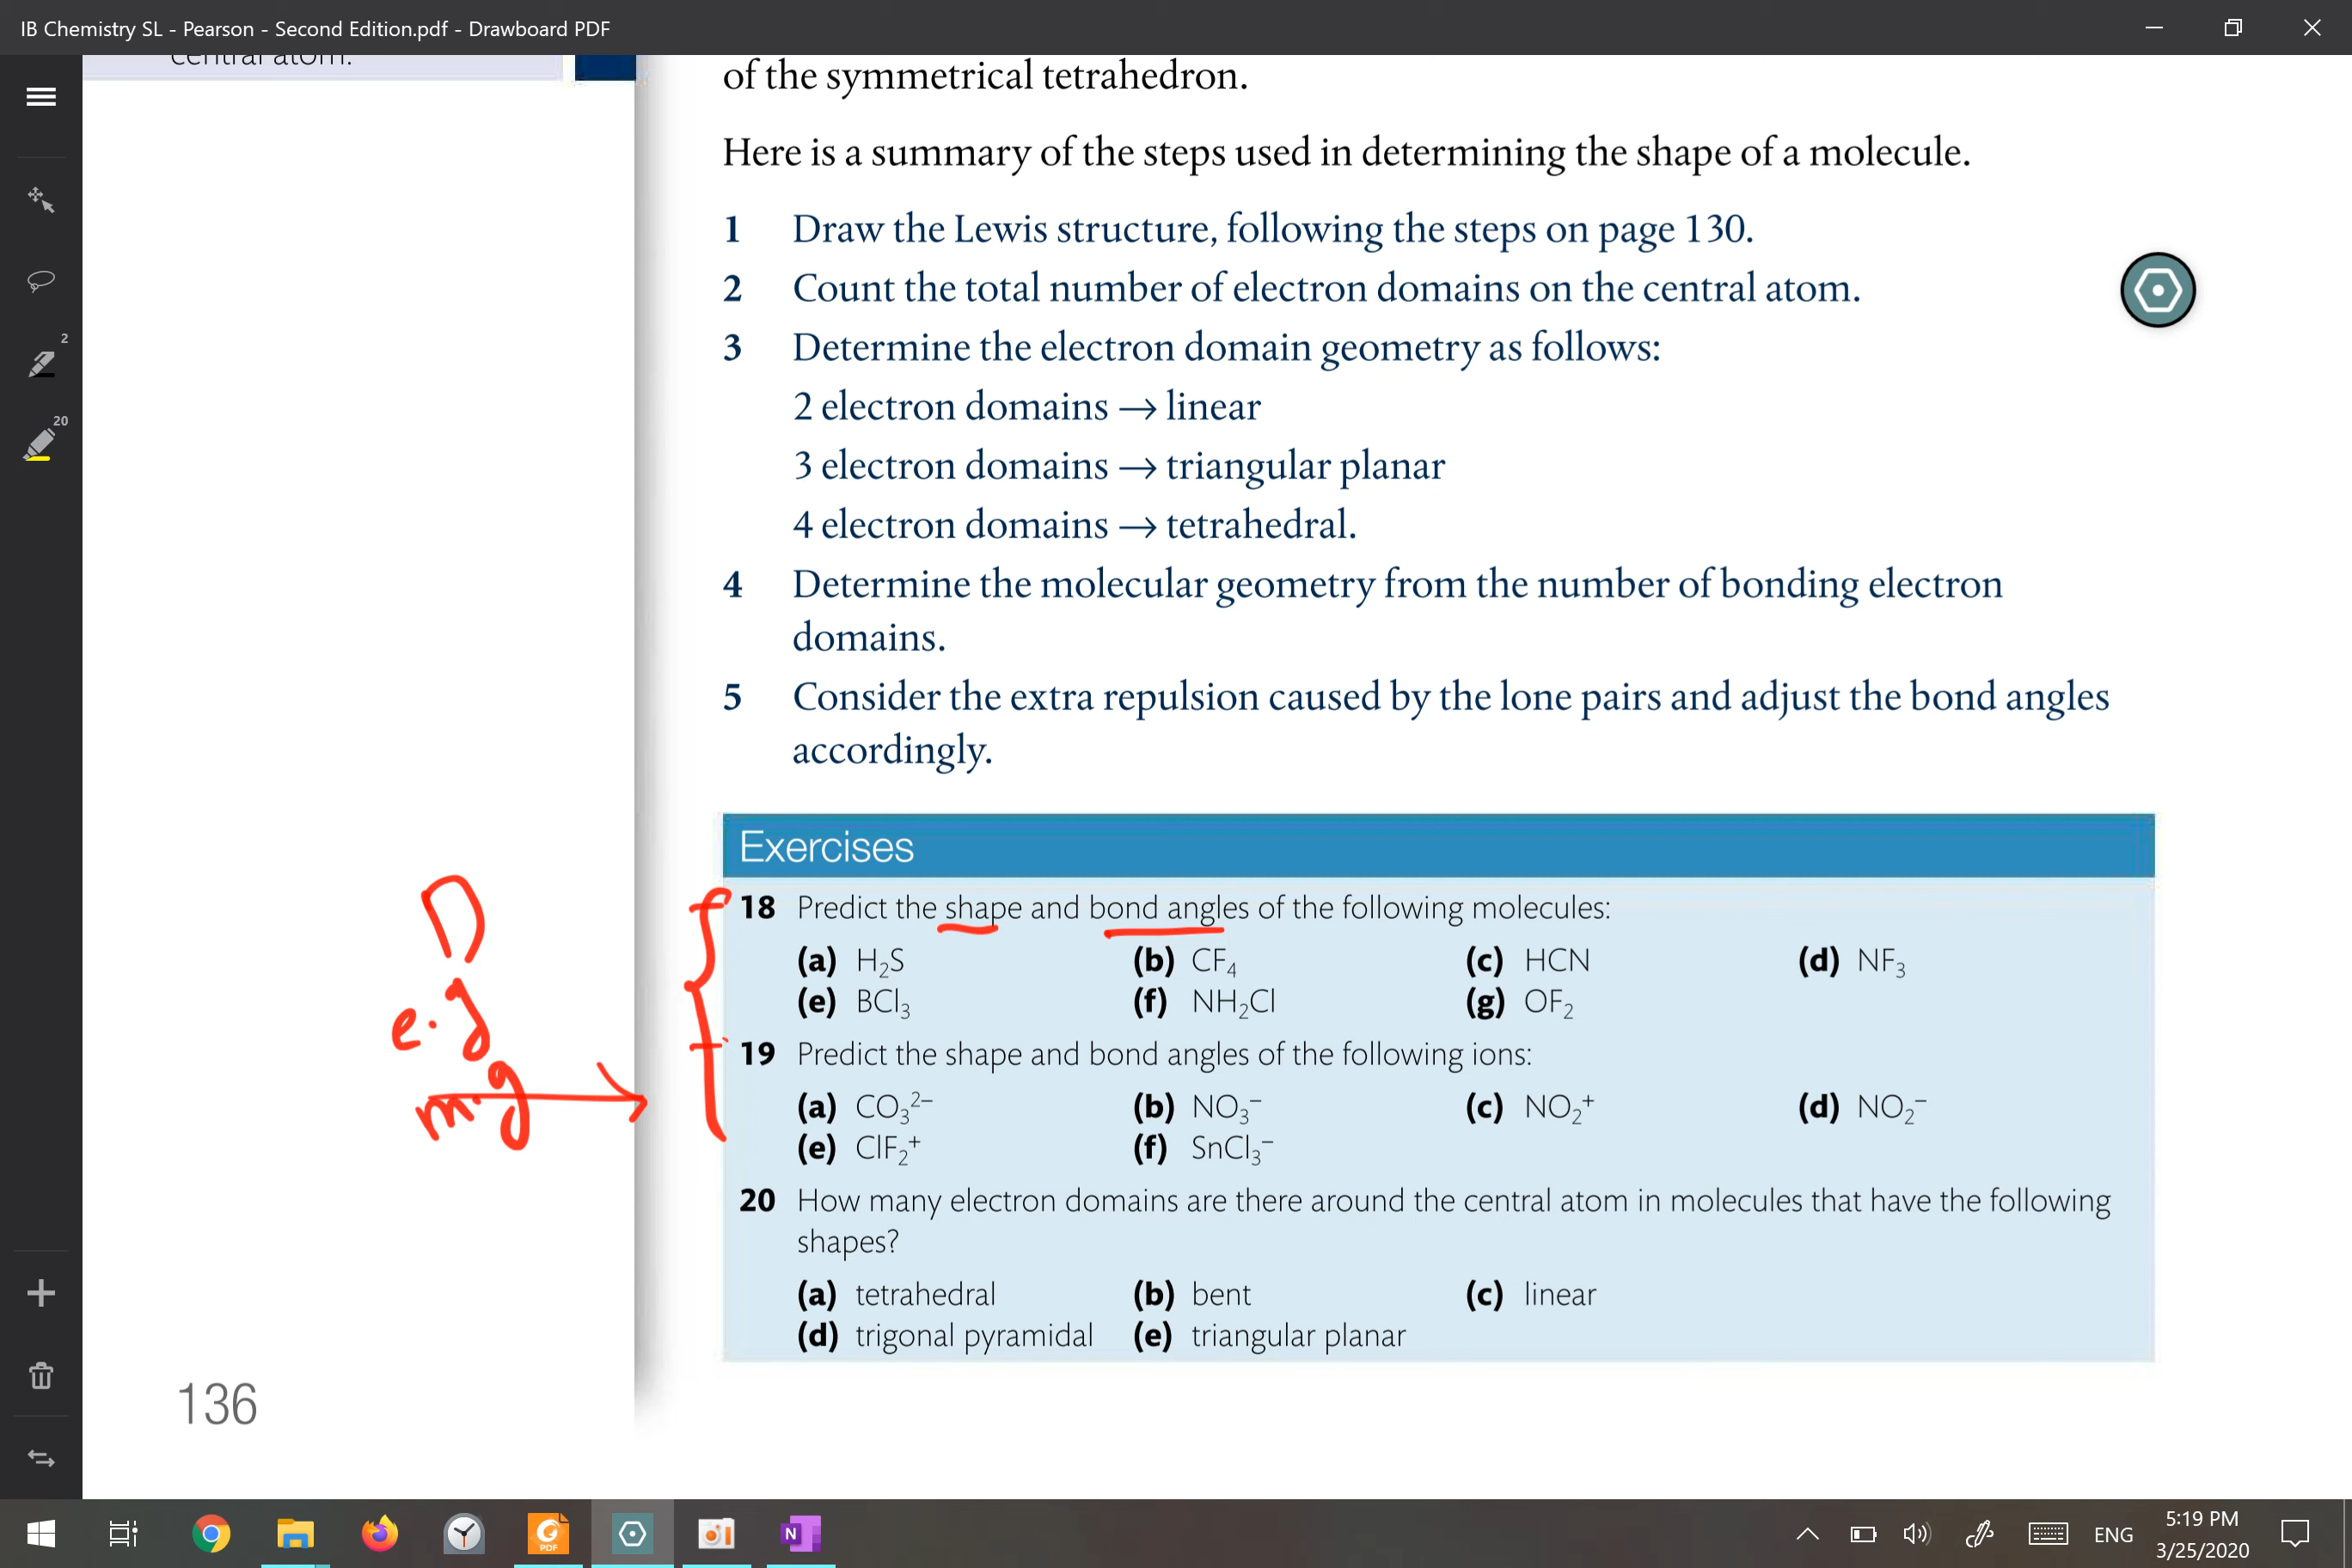 IB Chemistry SL - Pearson - Second Edition.pdf - Drawboard PDF
central atom.
of the symmetrical tetrahedron.
Here is a summary of the steps used in determining the shape of a molecule.
1 Draw the Lewis structure, following the steps on page 130.
2 Count the total number of electron domains on the central atom.
3 Determine the electron domain geometry as follows:
2 electron domains → linear
3 electron domains → triangular planar
4 electron domains → tetrahedral.
4 Determine the molecular geometry from the number of bonding electron
domains.
5 Consider the extra repulsion caused by the lone pairs and adjust the bond angles
accordingly.
Exercises
18 Predict the shape and bond angles of the following molecules:
(a) H₂S (b) CF₄ (c) HCN (d) NF₃
(e) BCl₃ (f) NH₂Cl (g) OF₂
19 Predict the shape and bond angles of the following ions:
(a) CO₃²⁻ (b) NO₃⁻ (c) NO₂⁺ (d) NO₂⁻
(e) ClF₂⁺ (f) SnCl₃⁻
20 How many electron domains are there around the central atom in molecules that have the following
shapes?
(a) tetrahedral (b) bent (c) linear
(d) trigonal pyramidal (e) triangular planar
D
e.g
m.g
136
2
20
PDF
N
ENG
5:19 PM
3/25/2020